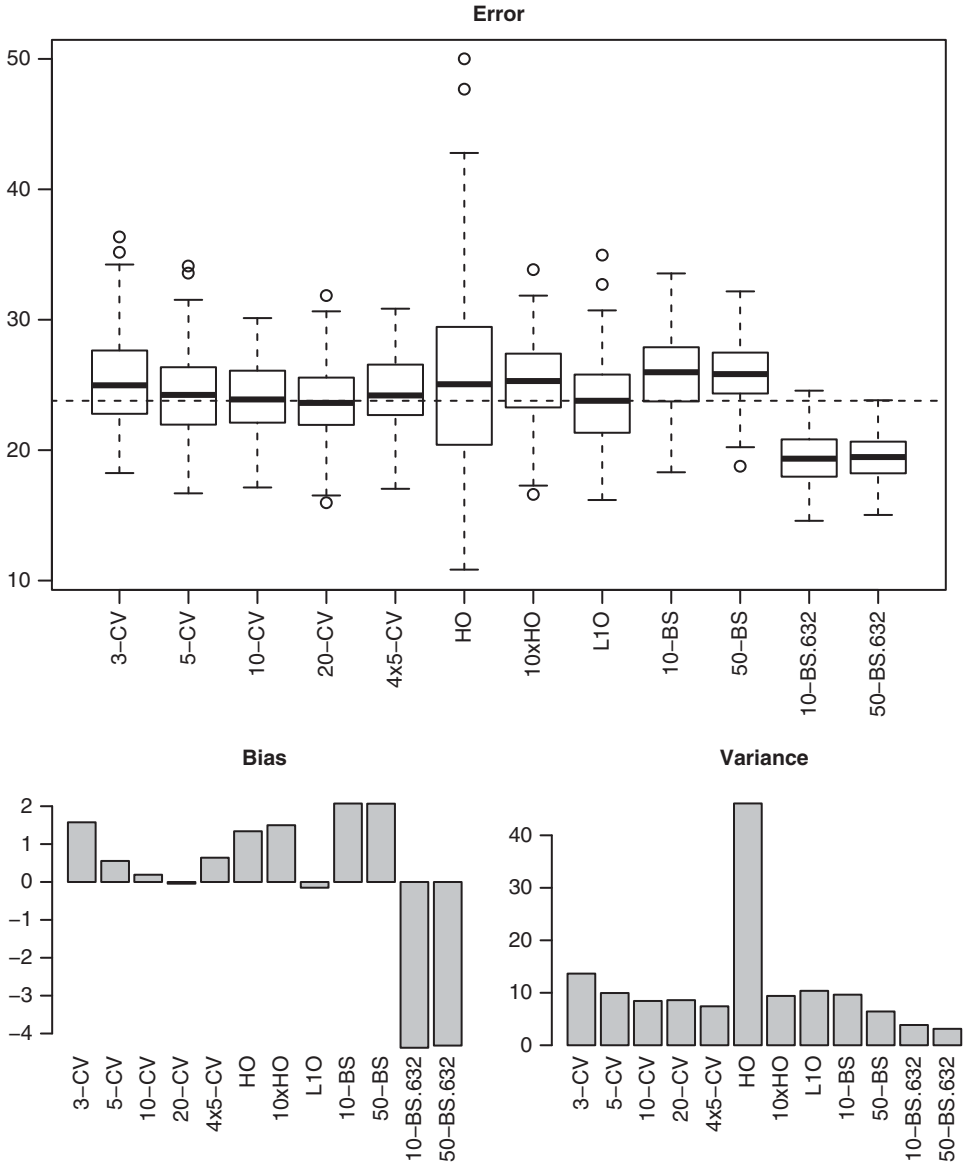 Error
50
40
30
20
10
3−CV
5−CV
10−CV
20−CV
4x5−CV
HO
10xHO
L1O
10−BS
50−BS
10−BS.632
50−BS.632
Bias
2
1
0
−1
−2
−3
−4
3−CV
5−CV
10−CV
20−CV
4x5−CV
HO
10xHO
L1O
10−BS
50−BS
10−BS.632
50−BS.632
Variance
40
30
20
10
0
3−CV
5−CV
10−CV
20−CV
4x5−CV
HO
10xHO
L1O
10−BS
50−BS
10−BS.632
50−BS.632